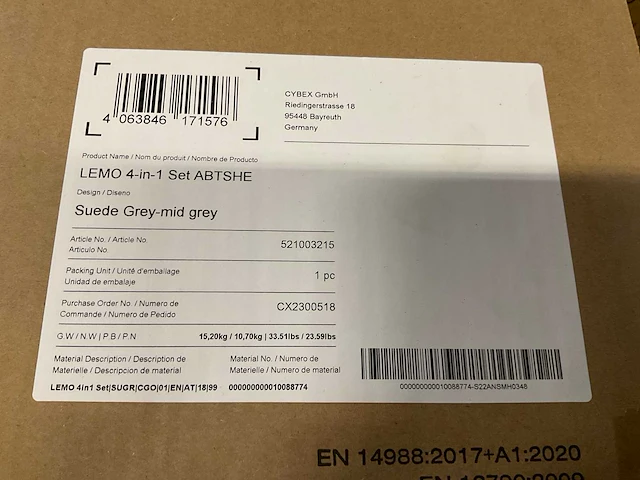 4 063846 171576
CYBEX GmbH
Riedingerstrasse 18
95448 Bayreuth
Germany
Product Name / Nom du produit / Nombre de Producto
LEMO 4-in-1 Set ABTSHE
Design / Diseno
Suede Grey-mid grey
Article No. / Article No.
Articulo No.
521003215
Packing Unit / Unité d'emballage
Unidad de embalaje
1 pc
Purchase Order No. / Numero de
Commande / Numero de Pedido
CX2300518
G.W / N.W | P.B / P.N
15,20kg / 10,70kg | 33.51lbs / 23.59lbs
Material Description / Description de
Materielle / Descripcion de material
Material No. / Numero de
Materielle / Numero de material
LEMO 4in1 Set|SUGR|CGO|01|EN|AT|18|99
000000000010088774
000000000010088774-S22ANSMH0348
EN 14988:2017+A1:2020